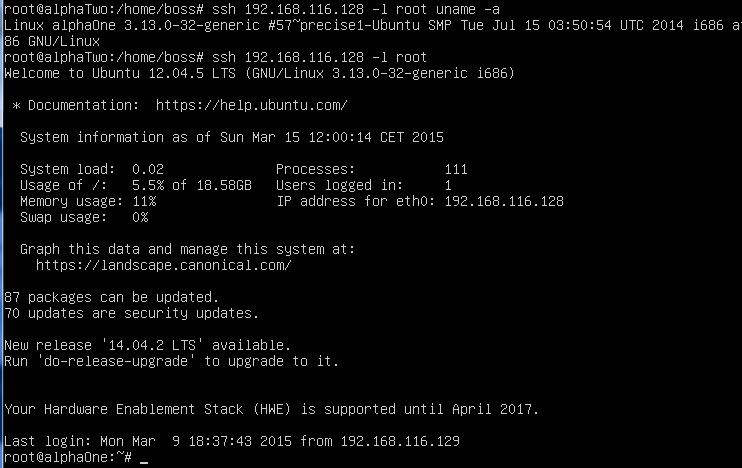 root@alphaTwo:/home/boss# ssh 192.168.116.128 -l root uname -a
Linux alphaOne 3.13.0-32-generic #57~precise1-Ubuntu SMP Tue Jul 15 03:50:54 UTC 2014 i686 at
86 GNU/Linux
root@alphaTwo:/home/boss# ssh 192.168.116.128 -l root
Welcome to Ubuntu 12.04.5 LTS (GNU/Linux 3.13.0-32-generic i686)
* Documentation:  https://help.ubuntu.com/
System information as of Sun Mar 15 12:00:14 CET 2015
System load:  0.02              Processes:           111
Usage of /:   5.5% of 18.58GB   Users logged in:     1
Memory usage: 11%               IP address for eth0: 192.168.116.128
Swap usage:   0%
Graph this data and manage this system at:
https://landscape.canonical.com/
87 packages can be updated.
70 updates are security updates.
New release '14.04.2 LTS' available.
Run 'do-release-upgrade' to upgrade to it.
Your Hardware Enablement Stack (HWE) is supported until April 2017.
Last login: Mon Mar  9 18:37:43 2015 from 192.168.116.129
root@alphaOne:~# _